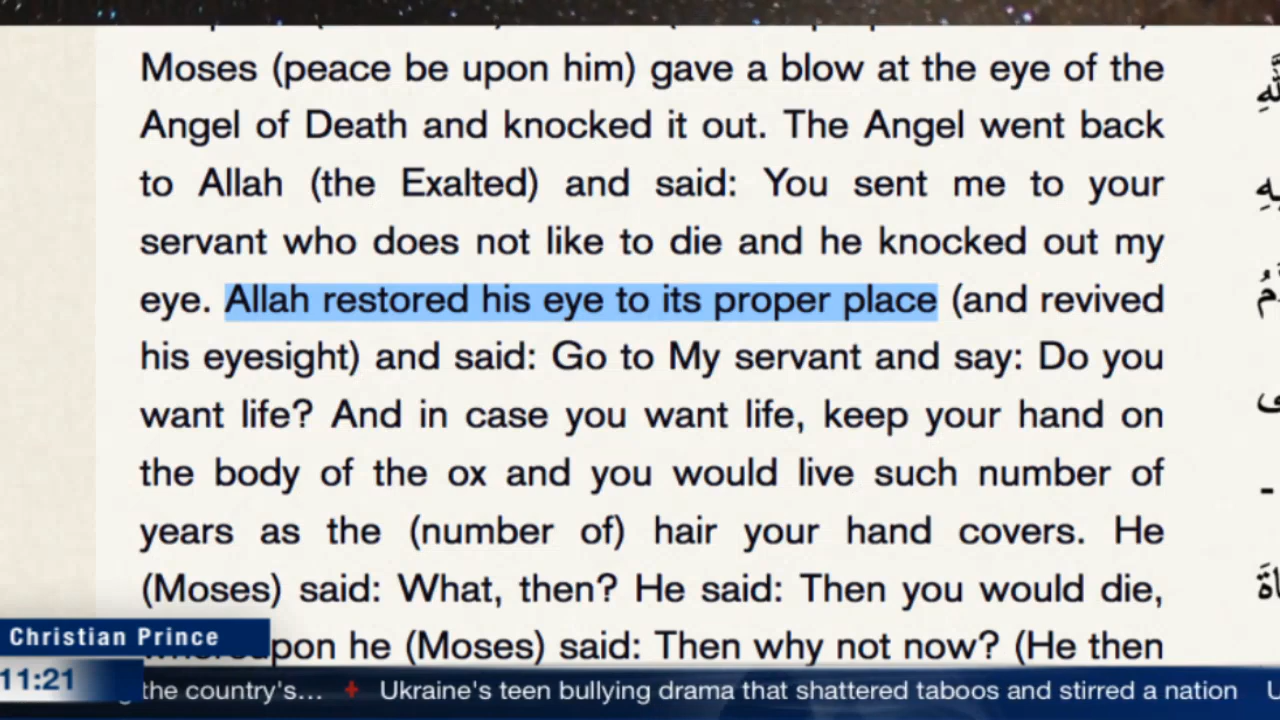 Moses (peace be upon him) gave a blow at the eye of the
Angel of Death and knocked it out. The Angel went back
to Allah (the Exalted) and said: You sent me to your
servant who does not like to die and he knocked out my
eye. Allah restored his eye to its proper place (and revived
his eyesight) and said: Go to My servant and say: Do you
want life? And in case you want life, keep your hand on
the body of the ox and you would live such number of
years as the (number of) hair your hand covers. He
(Moses) said: What, then? He said: Then you would die,
he (Moses) said: Then why not now? (He then
Christian Prince
11:21
the country's... Ukraine's teen bullying drama that shattered taboos and stirred a nation